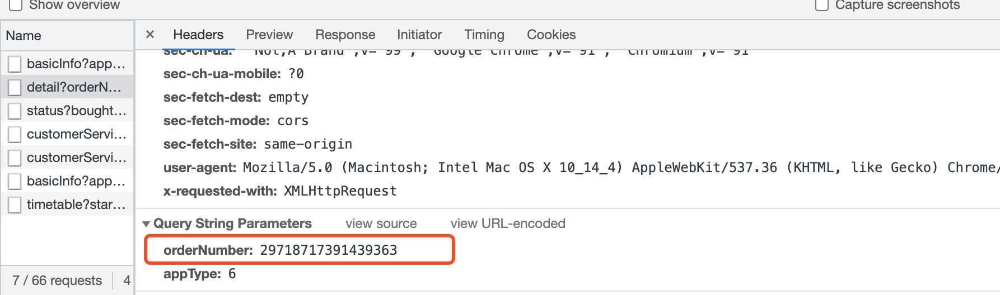 Show overview
Capture screenshots
Name
× Headers Preview Response Initiator Timing Cookies
basicInfo?app...
detail?orderN...
status?bought...
customerServi...
customerServi...
basicInfo?app...
timetable?star...
7 / 66 requests 4
sec-ch-ua: " Not;A Brand";v="99", "Google Chrome";v="91", "Chromium";v="91"
sec-ch-ua-mobile: ?0
sec-fetch-dest: empty
sec-fetch-mode: cors
sec-fetch-site: same-origin
user-agent: Mozilla/5.0 (Macintosh; Intel Mac OS X 10_14_4) AppleWebKit/537.36 (KHTML, like Gecko) Chrome/
x-requested-with: XMLHttpRequest
Query String Parameters view source view URL-encoded
orderNumber: 29718717391439363
appType: 6